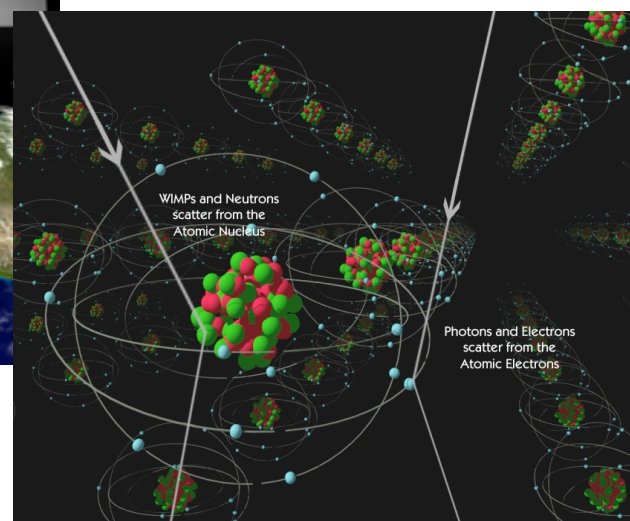 WIMPs and Neutrons
scatter from the
Atomic Nucleus
Photons and Electrons
scatter from the
Atomic Electrons